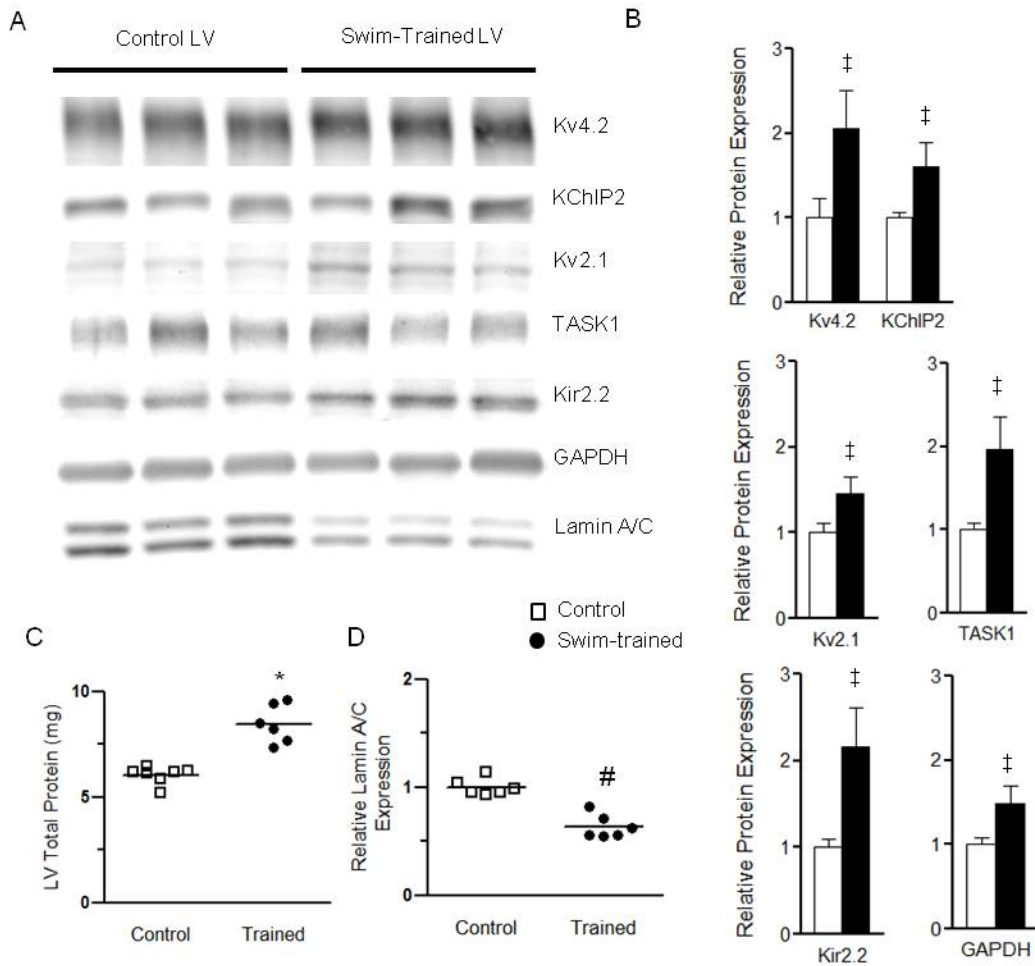 A
Control LV
Swim-Trained LV
Kv4.2
KChIP2
Kv2.1
TASK1
Kir2.2
GAPDH
Lamin A/C
B
Relative Protein Expression
3
2
1
0
‡
‡
Kv4.2
KChIP2
Relative Protein Expression
3
2
1
0
‡
Kv2.1
3
2
1
0
‡
TASK1
Relative Protein Expression
3
2
1
0
‡
Kir2.2
3
2
1
0
‡
GAPDH
Control
Swim-trained
C
LV Total Protein (mg)
10
5
0
*
Control
Trained
D
Relative Lamin A/C
Expression
2
1
0
#
Control
Trained